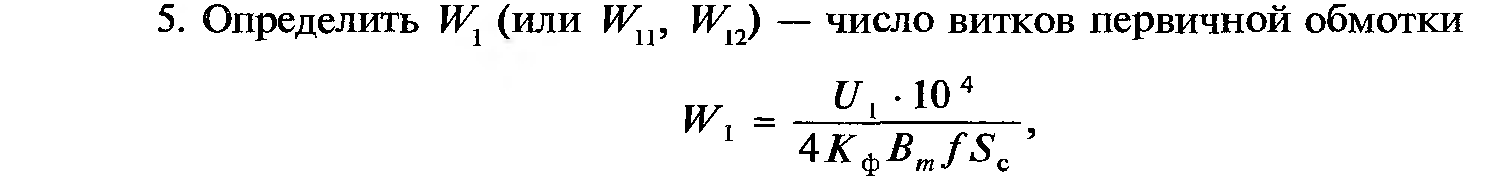 5. Определить W₁ (или W₁₁, W₁₂) — число витков первичной обмотки
W₁ = U₁ · 10⁴ / 4K_ф B_m f S_с,